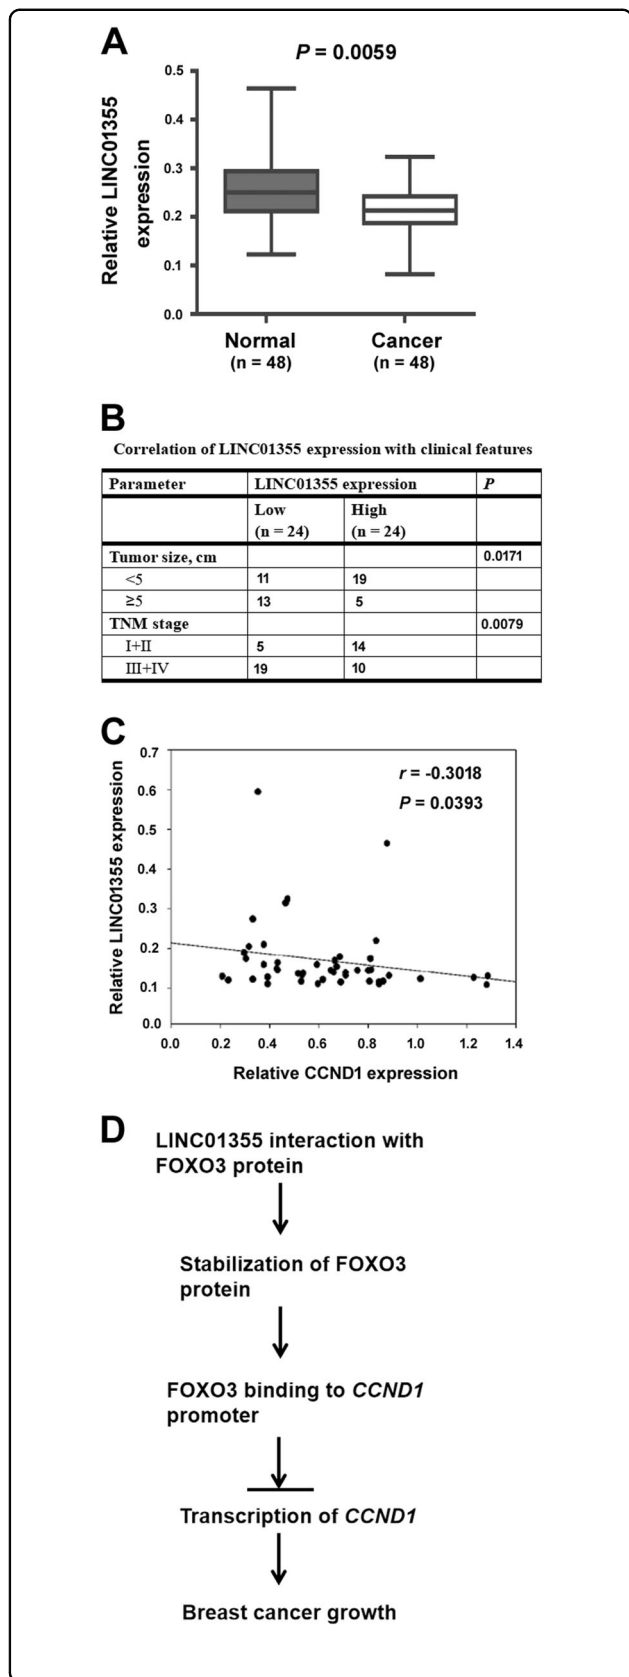 A
P = 0.0059
Relative LINC01355
expression
0.5
0.4
0.3
0.2
0.1
0.0
Normal
(n = 48)
Cancer
(n = 48)
B
Correlation of LINC01355 expression with clinical features
Parameter LINC01355 expression P
Low High
(n = 24) (n = 24)
Tumor size, cm 0.0171
<5 11 19
≥5 13 5
TNM stage 0.0079
I+II 5 14
III+IV 19 10
C
Relative LINC01355 expression
r = -0.3018
P = 0.0393
0.7
0.6
0.5
0.4
0.3
0.2
0.1
0.0
0.0 0.2 0.4 0.6 0.8 1.0 1.2 1.4
Relative CCND1 expression
D
LINC01355 interaction with
FOXO3 protein
Stabilization of FOXO3
protein
FOXO3 binding to CCND1
promoter
Transcription of CCND1
Breast cancer growth